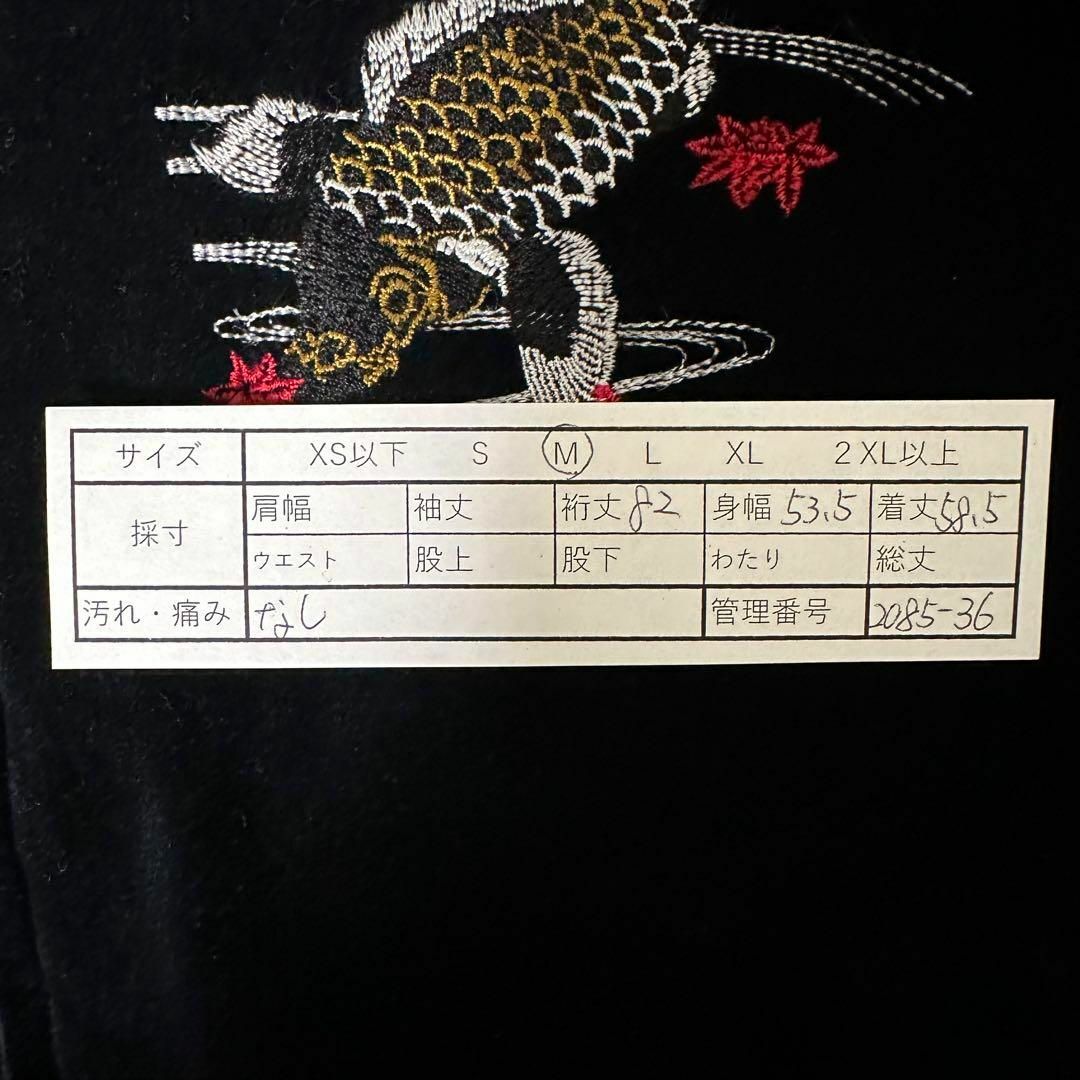 サイズ XS以下 S M L XL 2XL以上
採寸 肩幅 袖丈 裄丈 82 身幅 53.5 着丈 58.5
ウエスト 股上 股下 わたり 総丈
汚れ・痛み なし 管理番号 2085-36